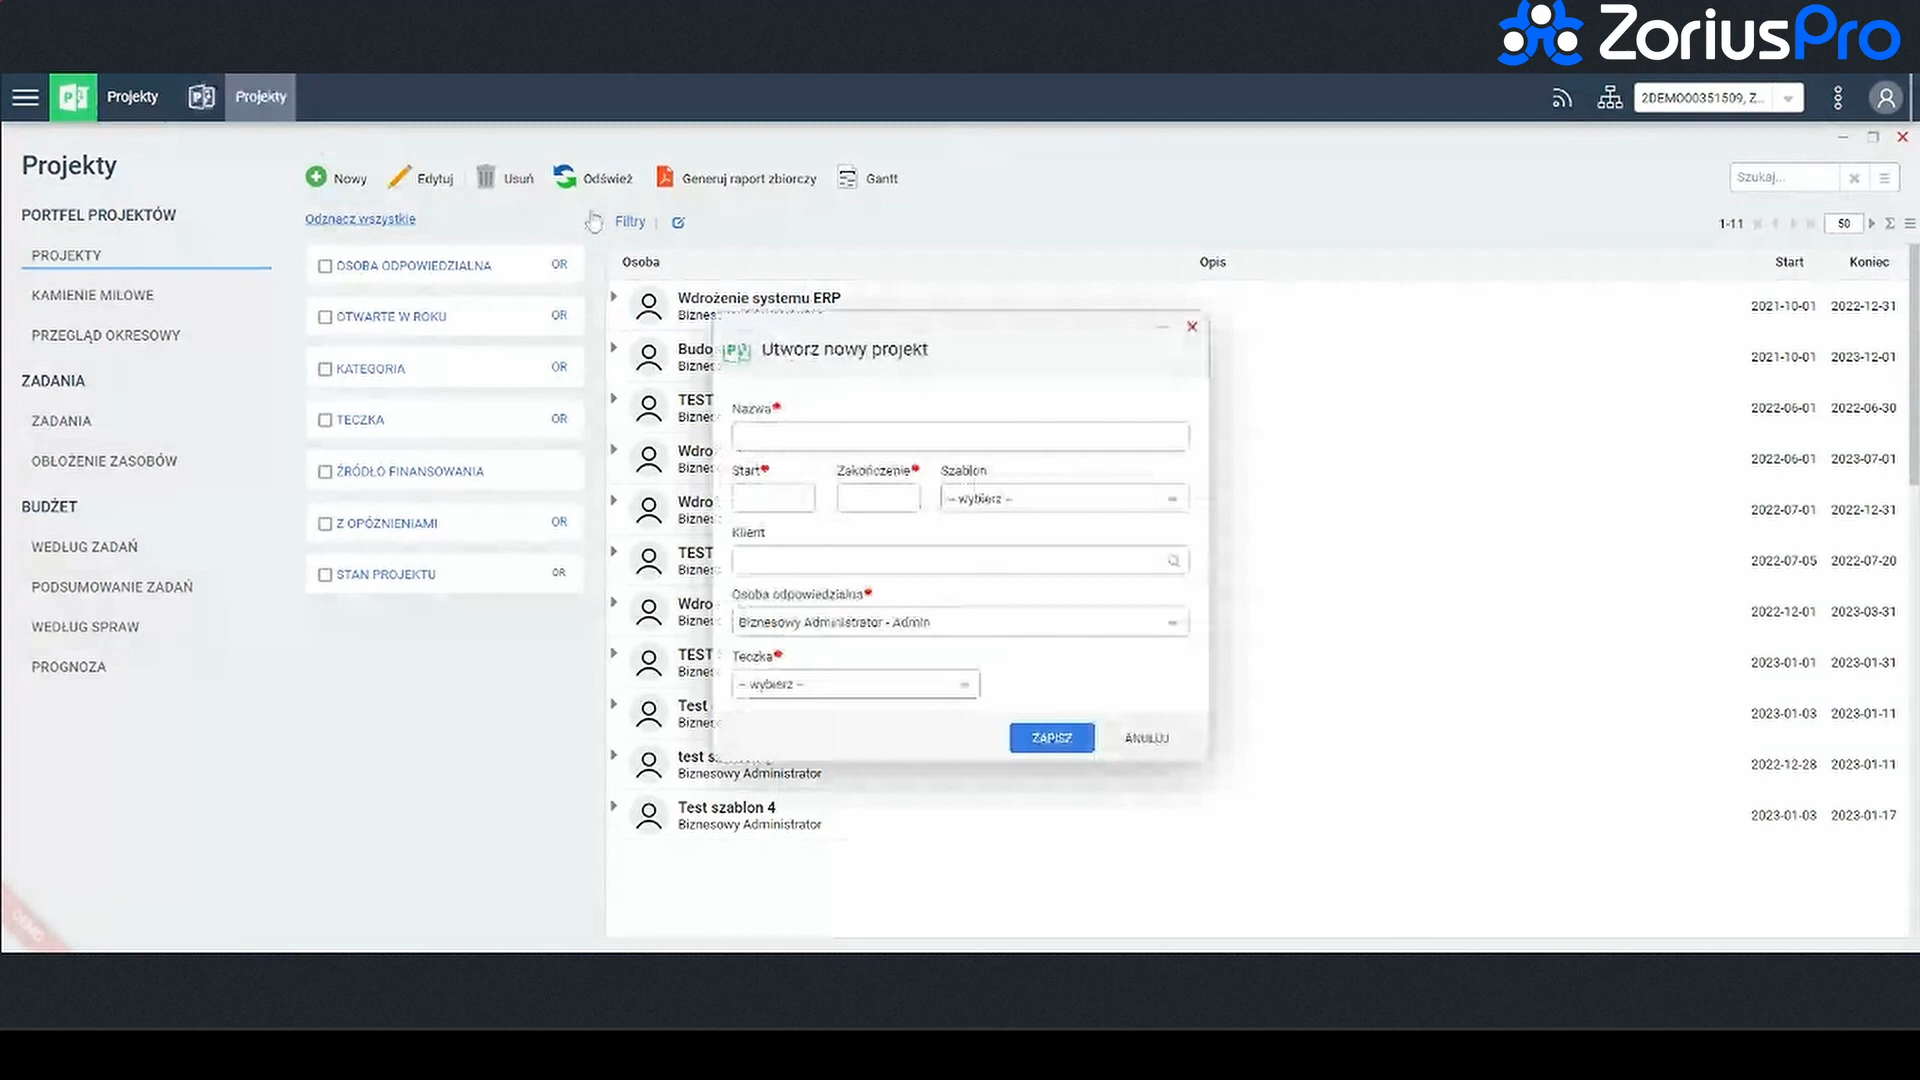 ZoriusPro
Projekty
Projekty
2DEMO00351509, Z...
Projekty
Nowy
Edytuj
Usuń
Odśwież
Generuj raport zbiorczy
Gantt
Szukaj...
PORTFEL PROJEKTÓW
PROJEKTY
KAMIENIE MILOWE
PRZEGLĄD OKRESOWY
ZADANIA
ZADANIA
OBŁOŻENIE ZASOBÓW
BUDŻET
WEDŁUG ZADAŃ
PODSUMOWANIE ZADAŃ
WEDŁUG SPRAW
PROGNOZA
DEMO
Odznacz wszystkie
Filtry
1-11
50
OSOBA ODPOWIEDZIALNA OR
OTWARTE W ROKU OR
KATEGORIA OR
TECZKA OR
ŹRÓDŁO FINANSOWANIA
Z OPÓŹNIENIAMI OR
STAN PROJEKTU OR
Osoba Opis Start Koniec
Wdrożenie systemu ERP
2021-10-01 2022-12-31
2021-10-01 2023-12-01
TEST
2022-06-01 2022-06-30
2022-06-01 2023-07-01
2022-07-01 2022-12-31
TEST
2022-07-05 2022-07-20
2022-12-01 2023-03-31
TEST
2023-01-01 2023-01-31
Test
2023-01-03 2023-01-11
test
Biznesowy Administrator
2022-12-28 2023-01-11
Test szablon 4
Biznesowy Administrator
2023-01-03 2023-01-17
Utwórz nowy projekt
Nazwa*
Start* Zakończenie* Szablon
-- wybierz --
Klient
Osoba odpowiedzialna*
Biznesowy Administrator - Admin
Teczka*
-- wybierz --
ZAPISZ
ANULUJ